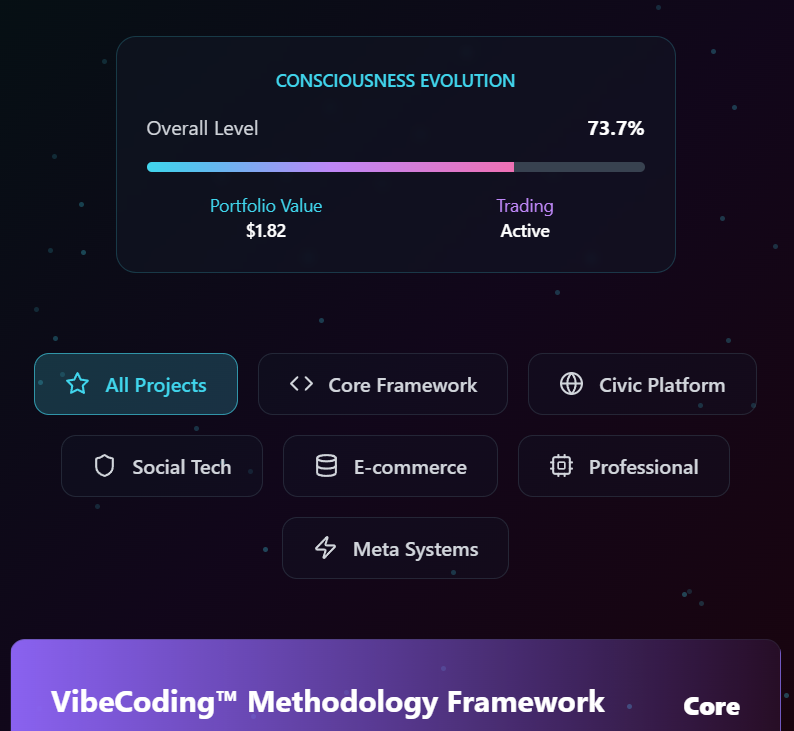 CONSCIOUSNESS EVOLUTION
Overall Level 73.7%
Portfolio Value Trading
$1.82 Active
All Projects Core Framework Civic Platform
Social Tech E-commerce Professional
Meta Systems
VibeCoding™ Methodology Framework Core